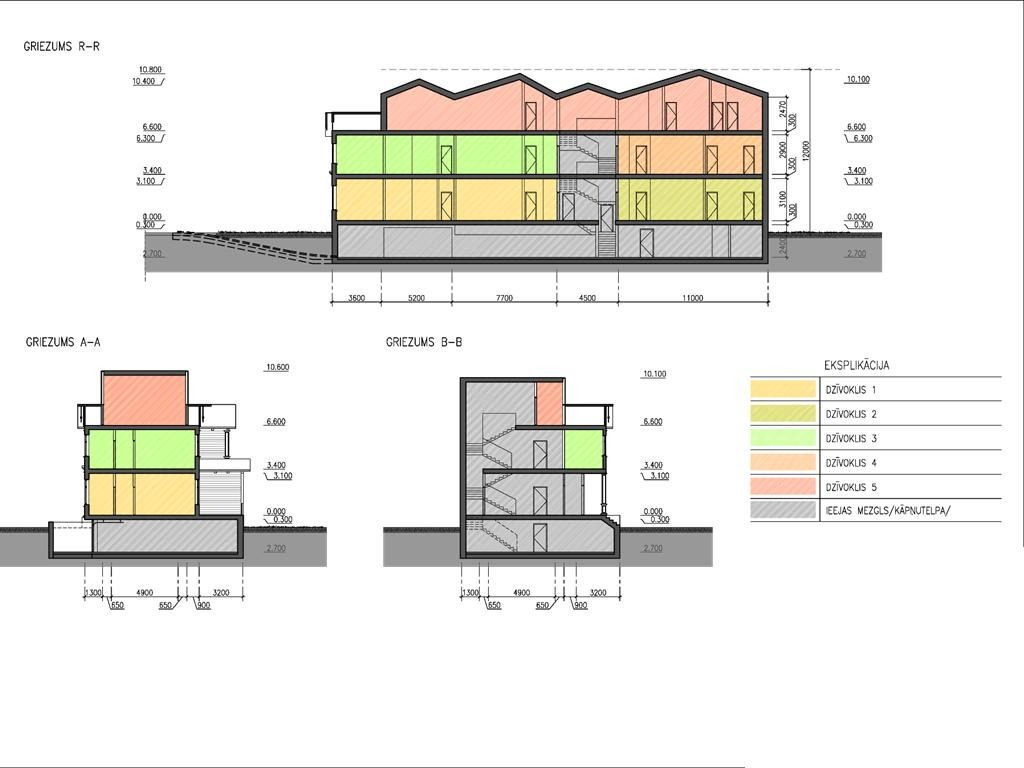 GRIEZUMS R-R
10.800
10.400
6.600
6.300
3.400
3.100
0.000
0.300
2.700
10.100
6.600
6.300
3.400
3.100
0.000
0.300
2.700
2470
300
2900
300
3160
300
2400
12000
3600 5200 7700 4500 11000
GRIEZUMS A-A
10.600
6.600
3.400
3.100
0.000
0.300
2.700
1300 4900 3200
650 650 900
GRIEZUMS B-B
10.100
6.600
3.400
3.100
0.000
0.300
2.700
1300 4900 3200
650 650 900
EKSPLIKĀCIJA
DZĪVOKLIS 1
DZĪVOKLIS 2
DZĪVOKLIS 3
DZĪVOKLIS 4
DZĪVOKLIS 5
IEEJAS MEZGLS/KĀPNUTELPA/